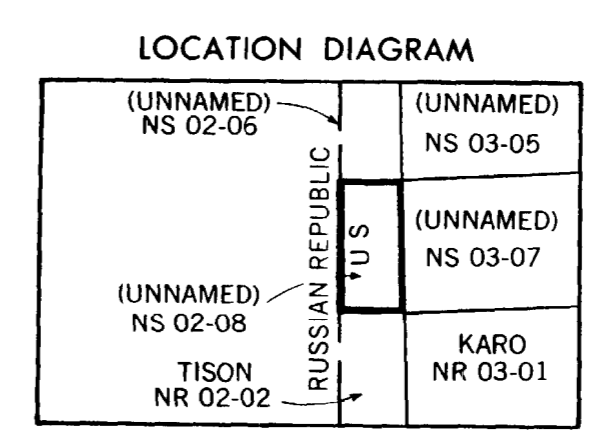 LOCATION DIAGRAM
(UNNAMED)
NS 02-06
(UNNAMED)
NS 03-05
RUSSIAN REPUBLIC
US
(UNNAMED)
NS 03-07
(UNNAMED)
NS 02-08
TISON
NR 02-02
KARO
NR 03-01